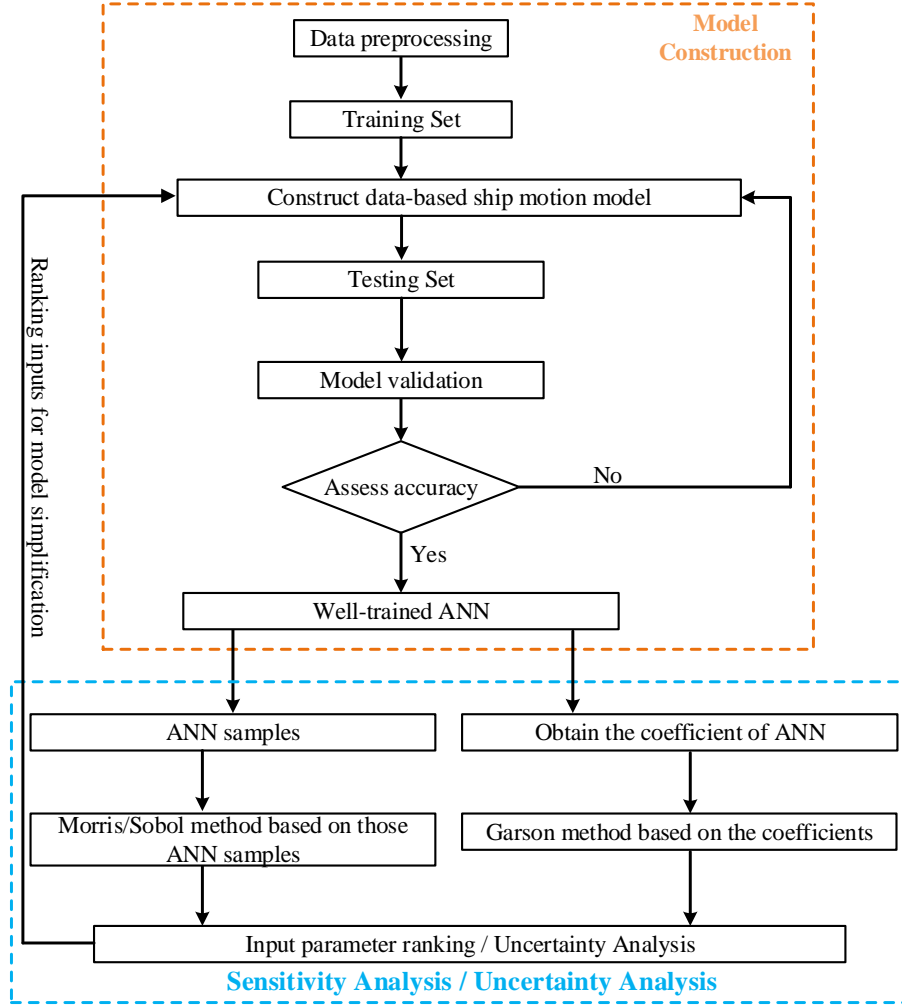 Model
Construction
Data preprocessing
Training Set
Construct data-based ship motion model
Testing Set
Model validation
Assess accuracy
No
Yes
Well-trained ANN
Ranking inputs for model simplification
ANN samples
Obtain the coefficient of ANN
Morris/Sobol method based on those
ANN samples
Garson method based on the coefficients
Input parameter ranking / Uncertainty Analysis
Sensitivity Analysis / Uncertainty Analysis